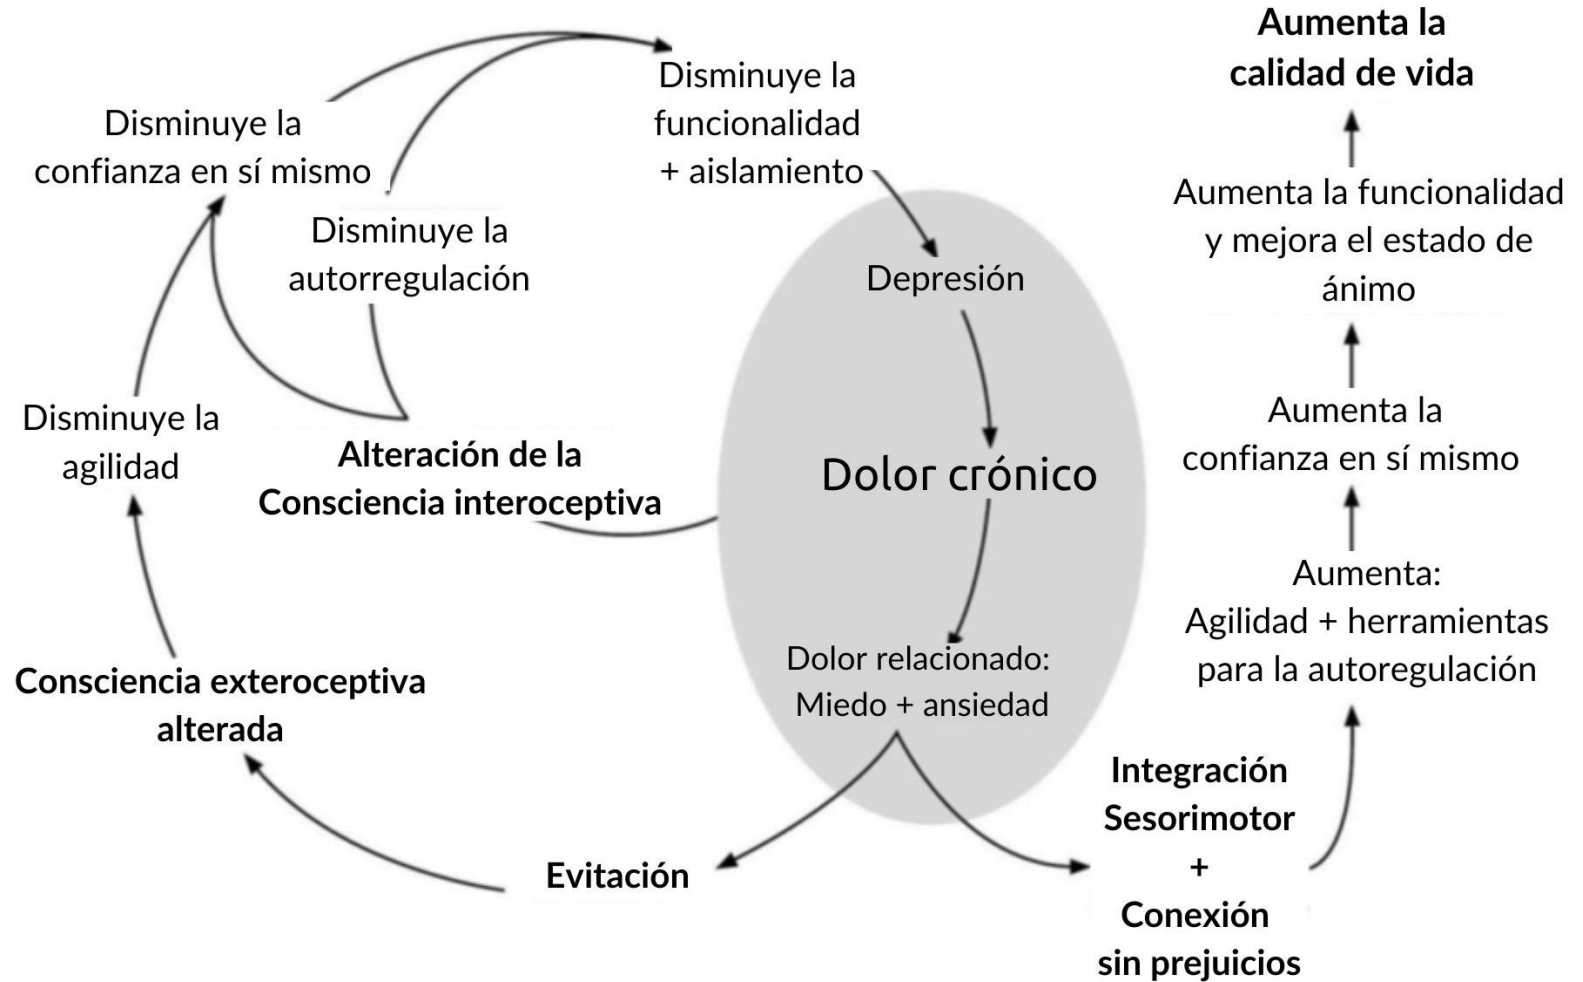 Disminuye la
confianza en sí mismo
Disminuye la
autorregulación
Disminuye la
agilidad
Alteración de la
Consciencia interoceptiva
Consciencia exteroceptiva
alterada
Evitación
Disminuye la
funcionalidad
+ aislamiento
Depresión
Dolor crónico
Dolor relacionado:
Miedo + ansiedad
Aumenta la
calidad de vida
Aumenta la funcionalidad
y mejora el estado de
ánimo
Aumenta la
confianza en sí mismo
Aumenta:
Agilidad + herramientas
para la autoregulación
Integración
Sesorimotor
+
Conexión
sin prejuicios